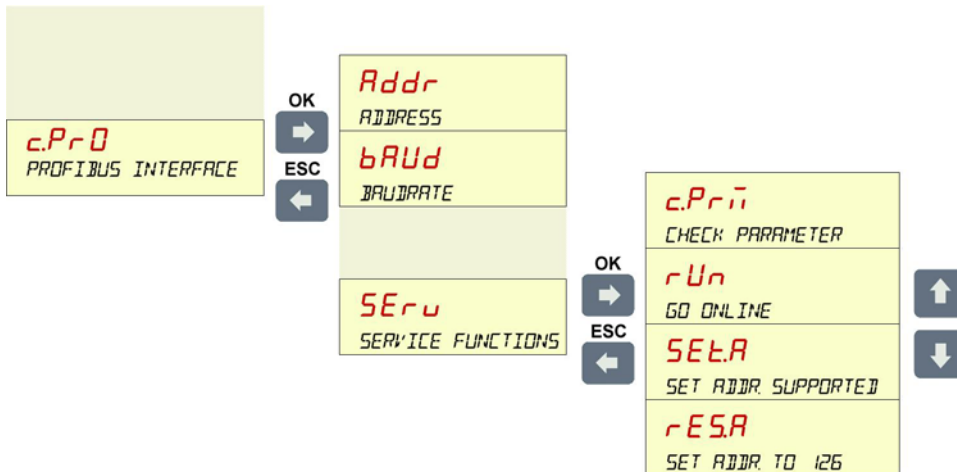 c.PrO
PROFIBUS INTERFACE
OK
ESC
Addr
ADDRESS
bAUd
BAUDRATE
SErv
SERVICE FUNCTIONS
OK
ESC
c.Prm
CHECK PARAMETER
rUn
GO ONLINE
SEt.A
SET ADDR. SUPPORTED
rES.A
SET ADDR. TO 126